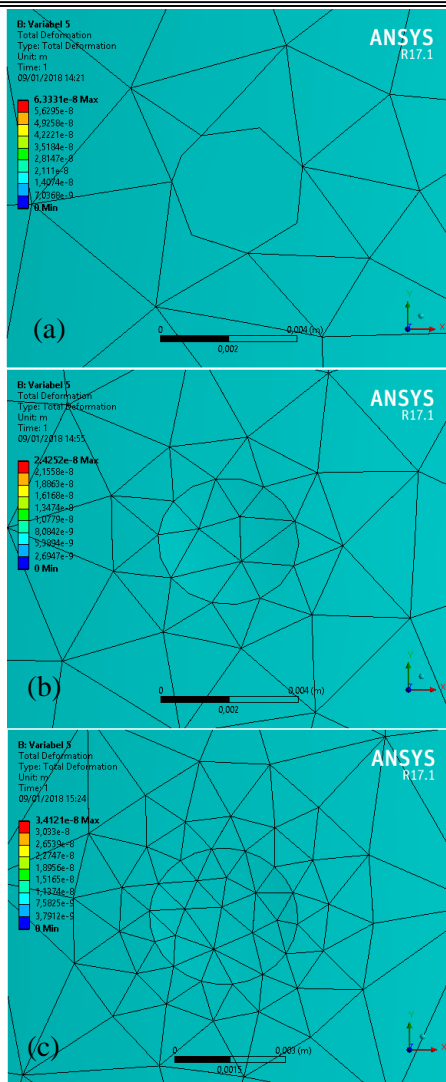 B: Variabel 5
Total Deformation
Type: Total Deformation
Unit: m
Time: 1
09/01/2018 14:21
6,3331e-8 Max
5,6295e-8
4,9258e-8
4,2221e-8
3,5184e-8
2,8147e-8
2,111e-8
1,4074e-8
7,0368e-9
0 Min
ANSYS
R17.1
(a)
0,004 (m)
0,002
Y
X
B: Variabel 5
Total Deformation
Type: Total Deformation
Unit: m
Time: 1
09/01/2018 14:55
2,4252e-8 Max
2,1558e-8
1,8863e-8
1,6168e-8
1,3474e-8
1,0779e-8
8,0842e-9
5,3894e-9
2,6947e-9
0 Min
ANSYS
R17.1
(b)
0,004 (m)
0,002
Y
X
B: Variabel 5
Total Deformation
Type: Total Deformation
Unit: m
Time: 1
09/01/2018 15:24
3,4121e-8 Max
3,033e-8
2,6539e-8
2,2747e-8
1,8956e-8
1,5165e-8
1,1374e-8
7,5825e-9
3,7912e-9
0 Min
ANSYS
R17.1
(c)
0,003 (m)
0,0015
Y
X